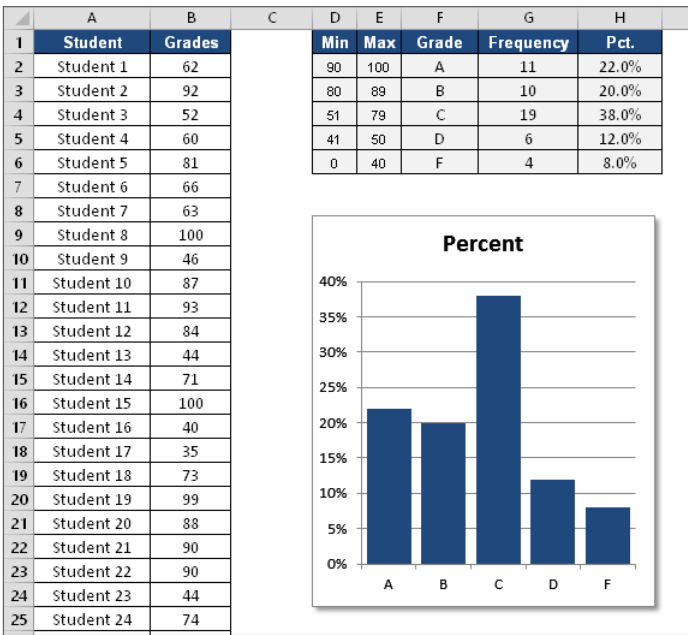 A B C D E F G H
1 Student Grades Min Max Grade Frequency Pct.
2 Student 1 62 90 100 A 11 22.0%
3 Student 2 92 80 89 B 10 20.0%
4 Student 3 52 51 79 C 19 38.0%
5 Student 4 60 41 50 D 6 12.0%
6 Student 5 81 0 40 F 4 8.0%
7 Student 6 66
8 Student 7 63
9 Student 8 100
10 Student 9 46
11 Student 10 87
12 Student 11 93
13 Student 12 84
14 Student 13 44
15 Student 14 71
16 Student 15 100
17 Student 16 40
18 Student 17 35
19 Student 18 73
20 Student 19 99
21 Student 20 88
22 Student 21 90
23 Student 22 90
24 Student 23 44
25 Student 24 74
Percent
40%
35%
30%
25%
20%
15%
10%
5%
0%
A B C D F